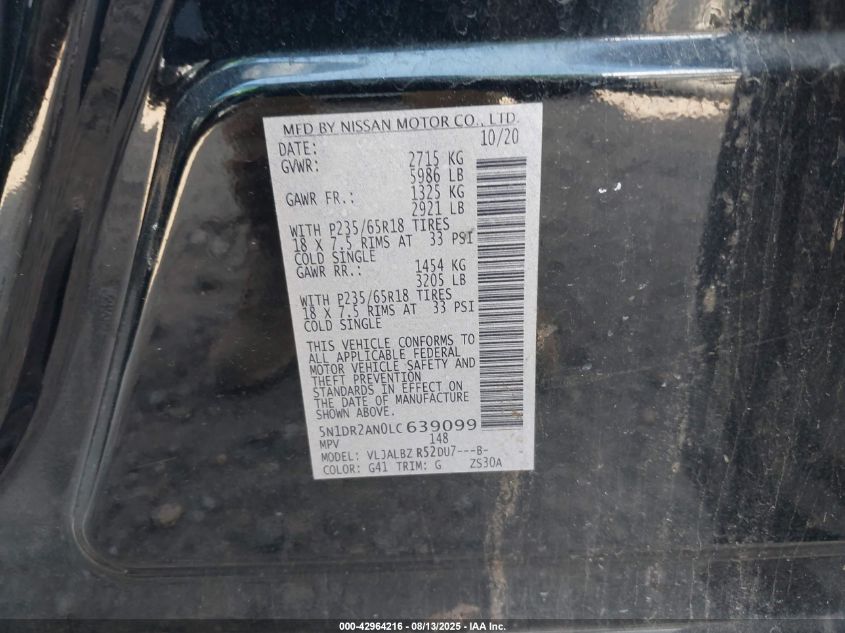 MFD BY NISSAN MOTOR CO., LTD.
DATE: 10/20
GVWR: 2715 KG
5986 LB
GAWR FR.: 1325 KG
2921 LB
WITH P235/65R18 TIRES
18 X 7.5 RIMS AT 33 PSI
COLD SINGLE
GAWR RR.: 1454 KG
3205 LB
WITH P235/65R18 TIRES
18 X 7.5 RIMS AT 33 PSI
COLD SINGLE
THIS VEHICLE CONFORMS TO
ALL APPLICABLE FEDERAL
MOTOR VEHICLE SAFETY AND
THEFT PREVENTION
STANDARDS IN EFFECT ON
THE DATE OF MANUFACTURE
SHOWN ABOVE.
5N1DR2AN0LC639099
MPV 148
MODEL: VLJALBZ R52DU7---B-
COLOR: G41 TRIM: G ZS30A
000-42964216 - 08/13/2025 - IAA Inc.